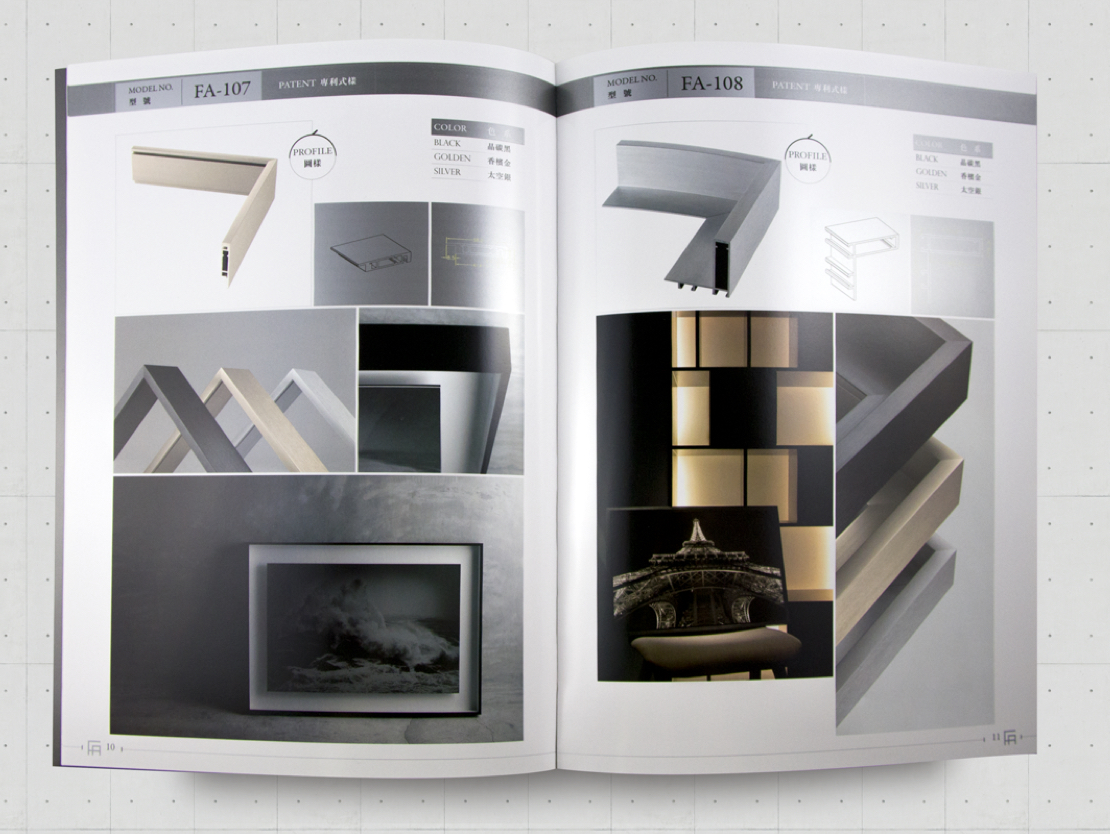 MODEL NO.
型 號
FA-107
PATENT 專利式樣
PROFILE
圖樣
COLOR 色 系
BLACK 晶碳黑
GOLDEN 香檳金
SILVER 太空銀
10
MODEL NO.
型 號
FA-108
PATENT 專利式樣
PROFILE
圖樣
COLOR 色 系
BLACK 晶碳黑
GOLDEN 香檳金
SILVER 太空銀
11